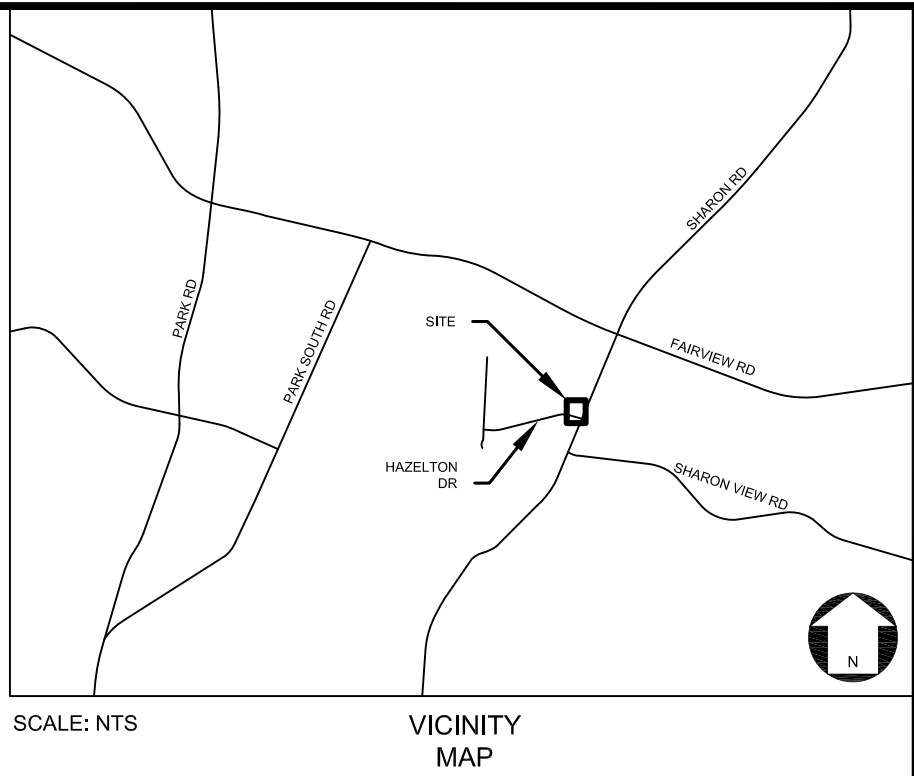 SHARON RD
PARK RD
PARK SOUTH RD
SITE
FAIRVIEW RD
HAZELTON
DR
SHARON VIEW RD
N
SCALE: NTS
VICINITY
MAP